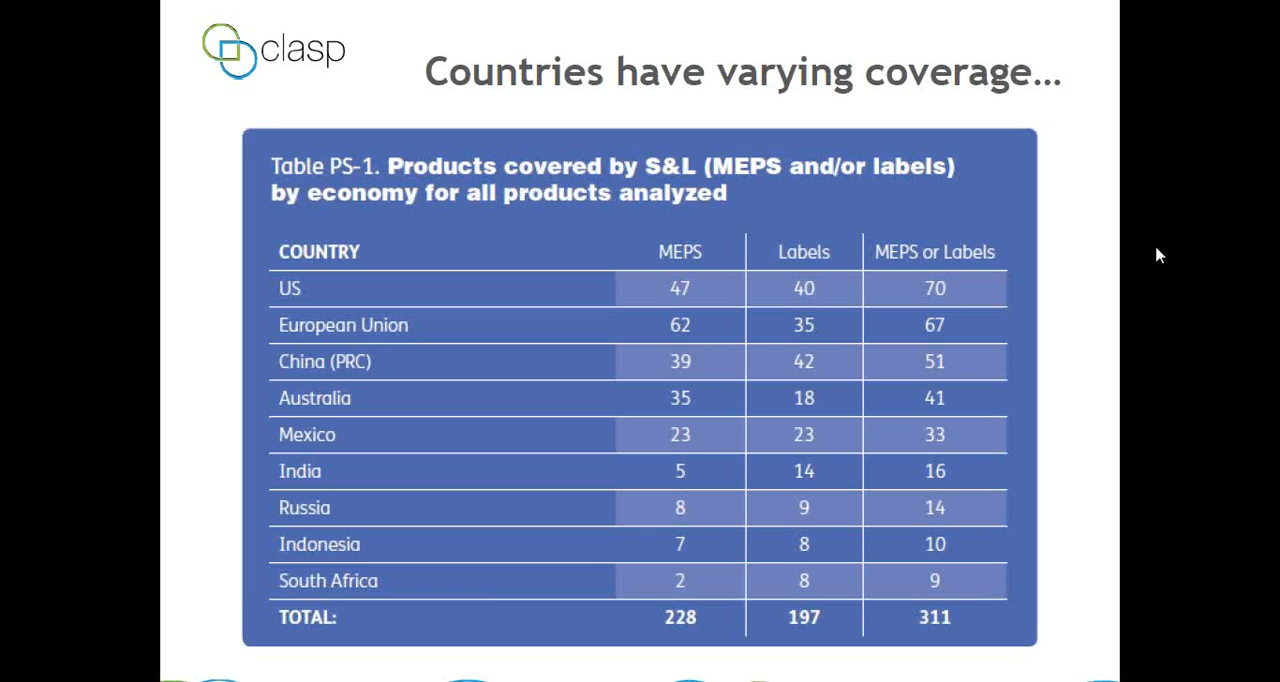 clasp
Countries have varying coverage...
Table PS-1. Products covered by S&L (MEPS and/or labels)
by economy for all products analyzed
COUNTRY MEPS Labels MEPS or Labels
US 47 40 70
European Union 62 35 67
China (PRC) 39 42 51
Australia 35 18 41
Mexico 23 23 33
India 5 14 16
Russia 8 9 14
Indonesia 7 8 10
South Africa 2 8 9
TOTAL: 228 197 311